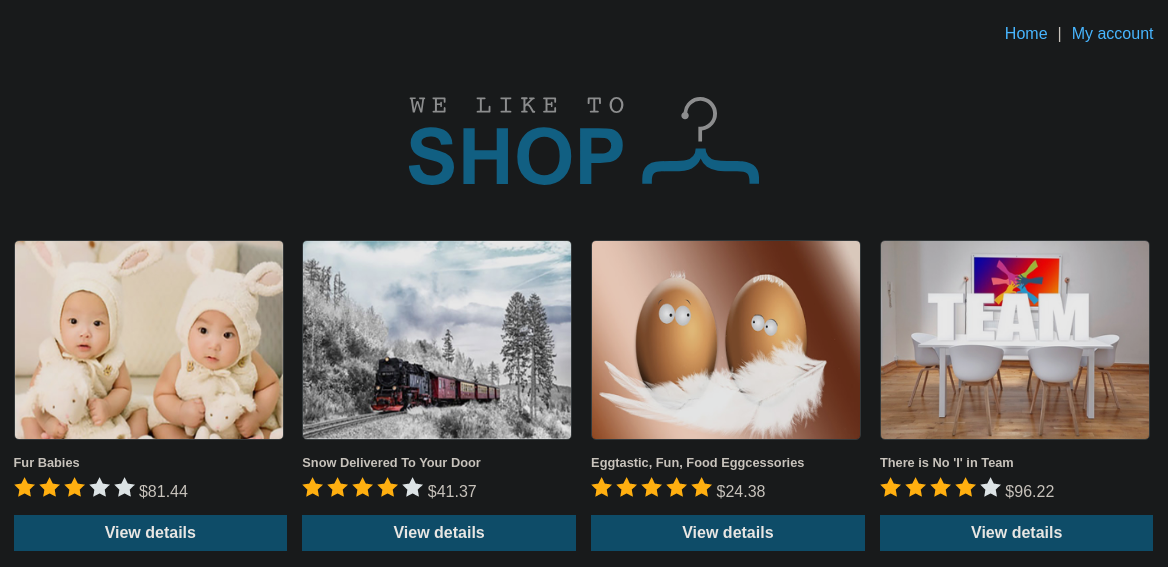 Home | My account
WE LIKE TO
SHOP
TEAM
Fur Babies
Snow Delivered To Your Door
Eggtastic, Fun, Food Eggcessories
There is No 'I' in Team
$81.44
$41.37
$24.38
$96.22
View details
View details
View details
View details